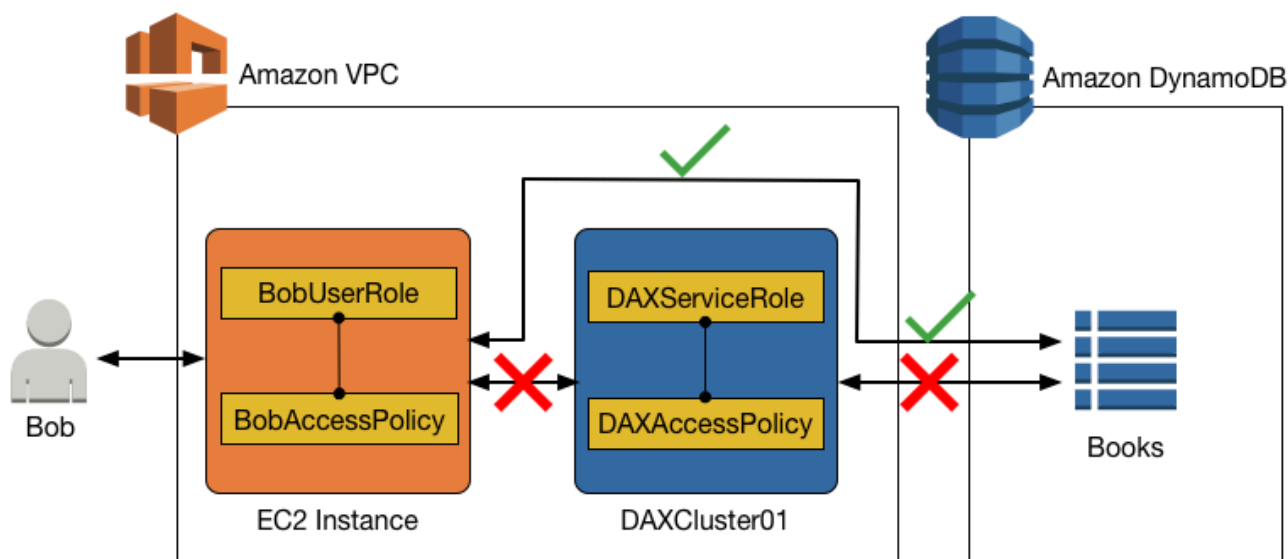 Amazon VPC
Amazon DynamoDB
BobUserRole
DAXServiceRole
BobAccessPolicy
DAXAccessPolicy
Bob
Books
EC2 Instance
DAXCluster01